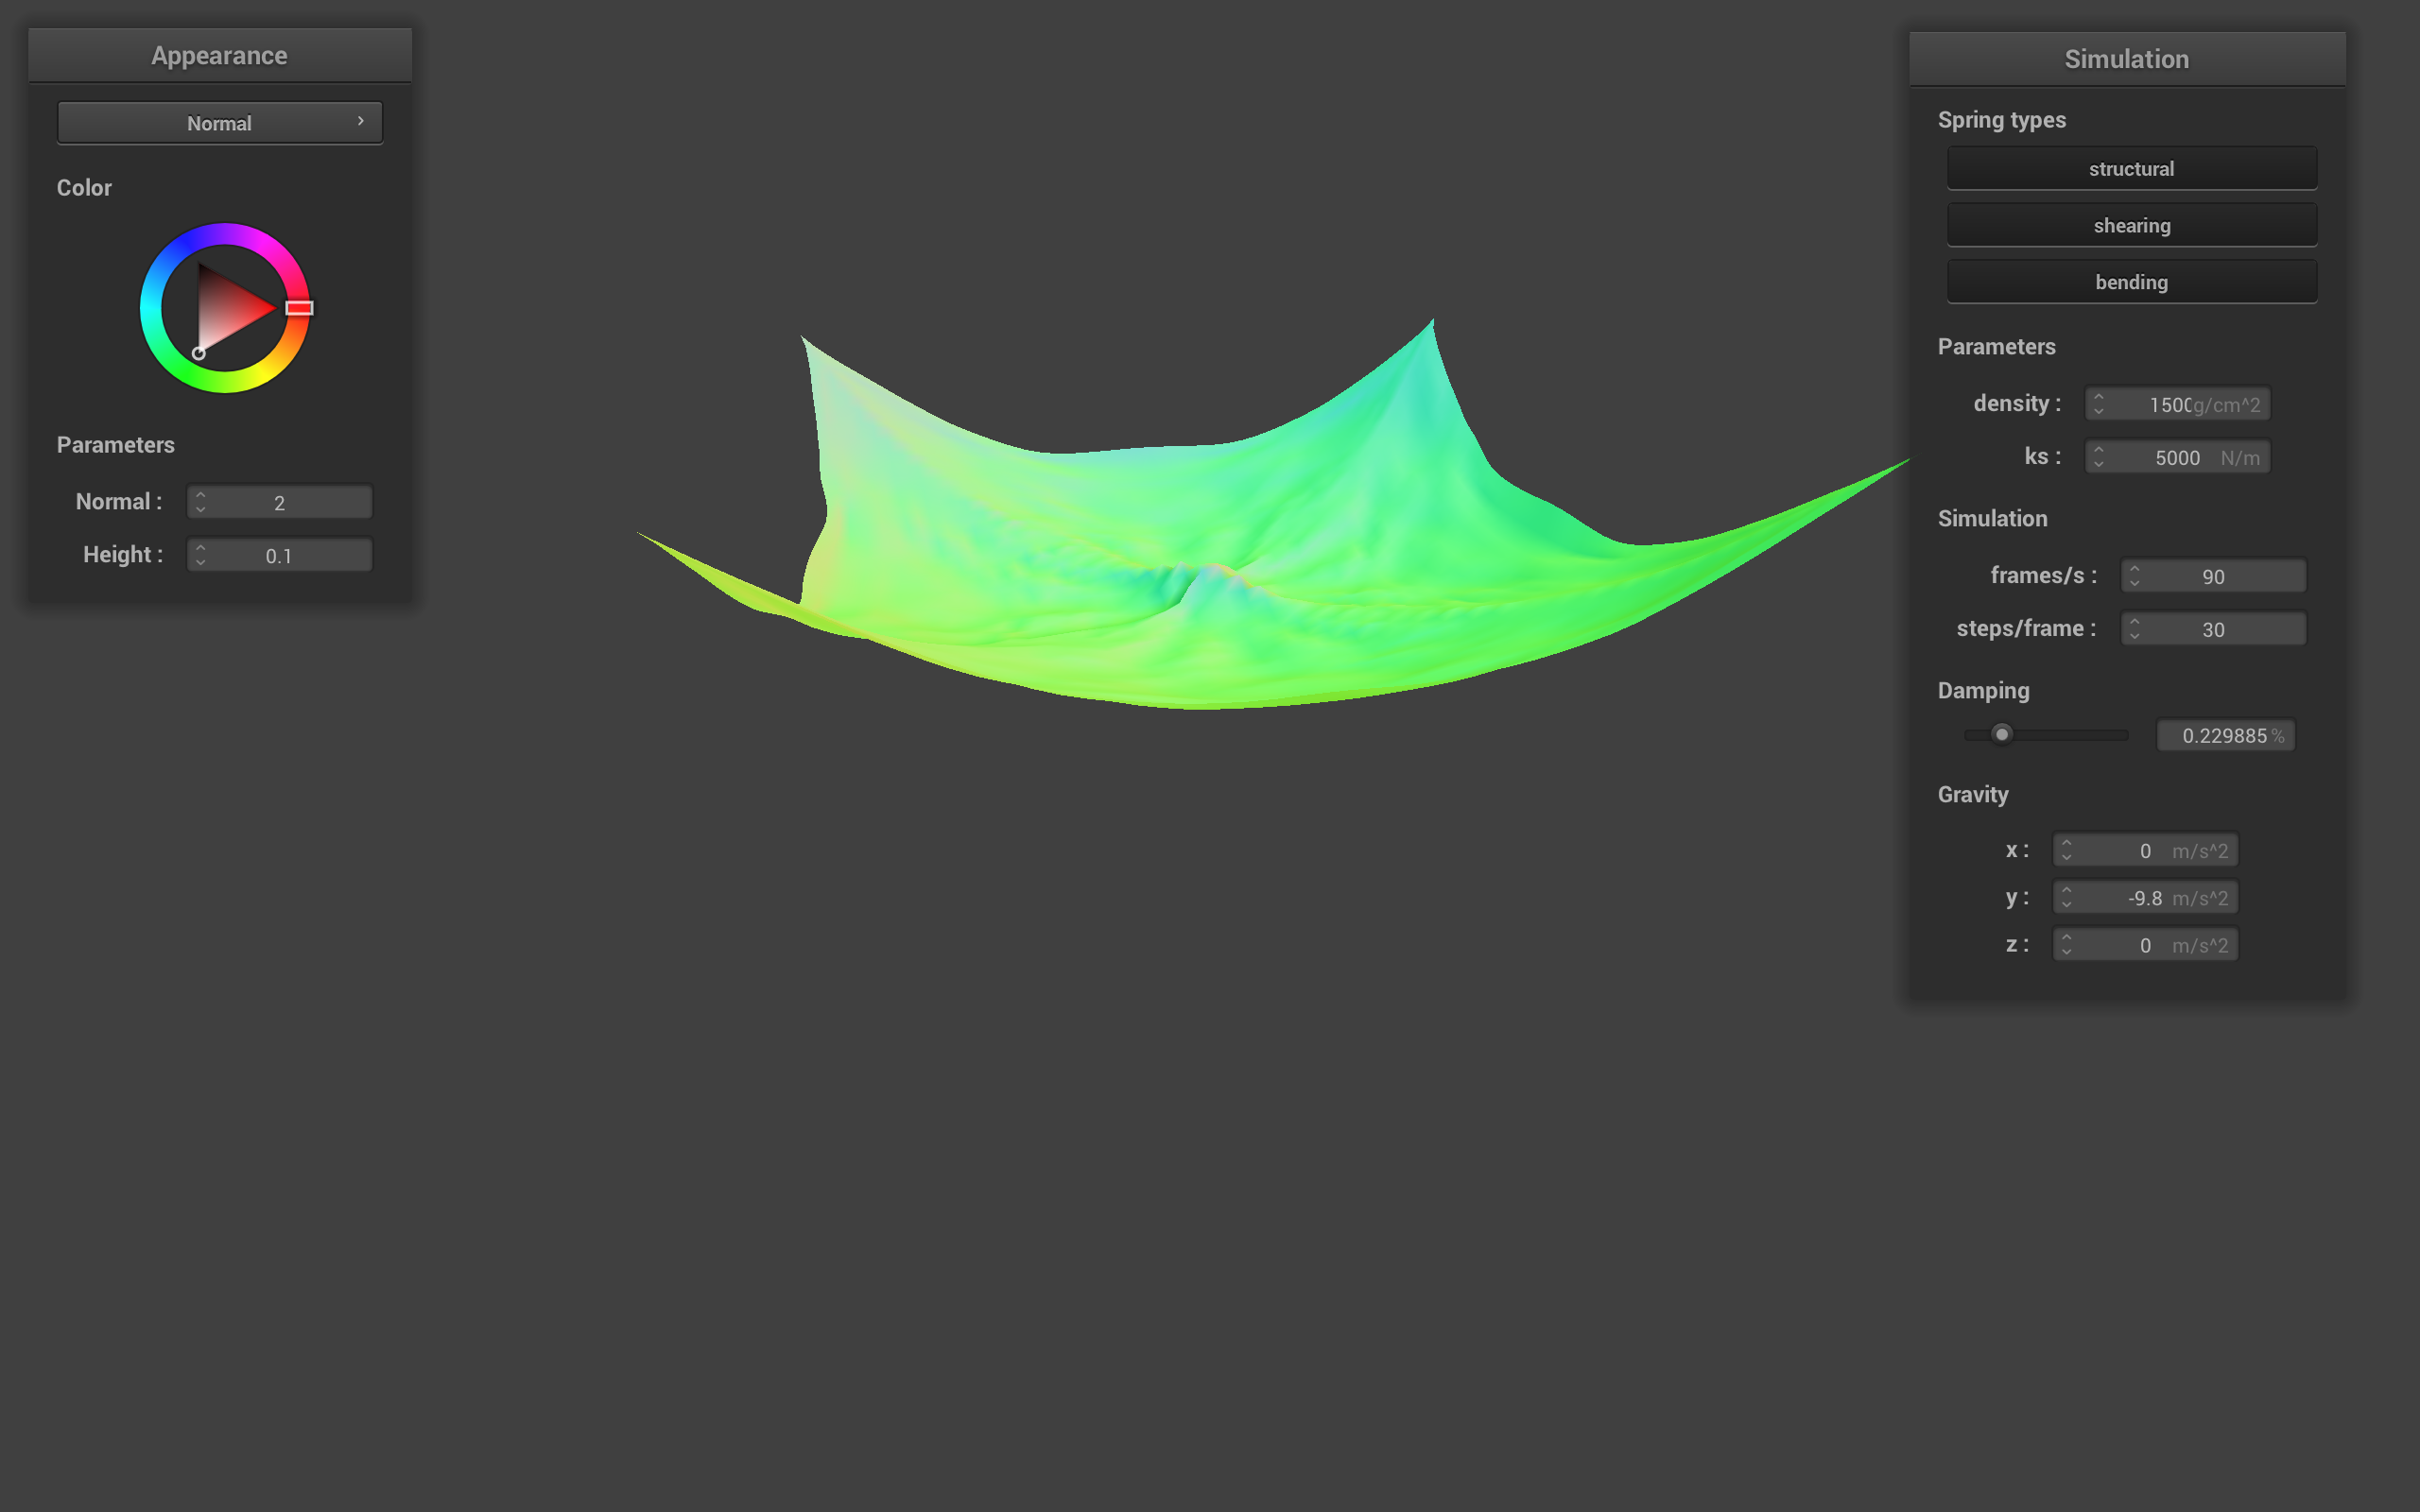 Appearance
Normal
Color
Parameters
Normal : 2
Height : 0.1
Simulation
Spring types
structural
shearing
bending
Parameters
density : 1500 g/cm^2
ks : 5000 N/m
Simulation
frames/s : 90
steps/frame : 30
Damping
0.229885 %
Gravity
x : 0 m/s^2
y : -9.8 m/s^2
z : 0 m/s^2